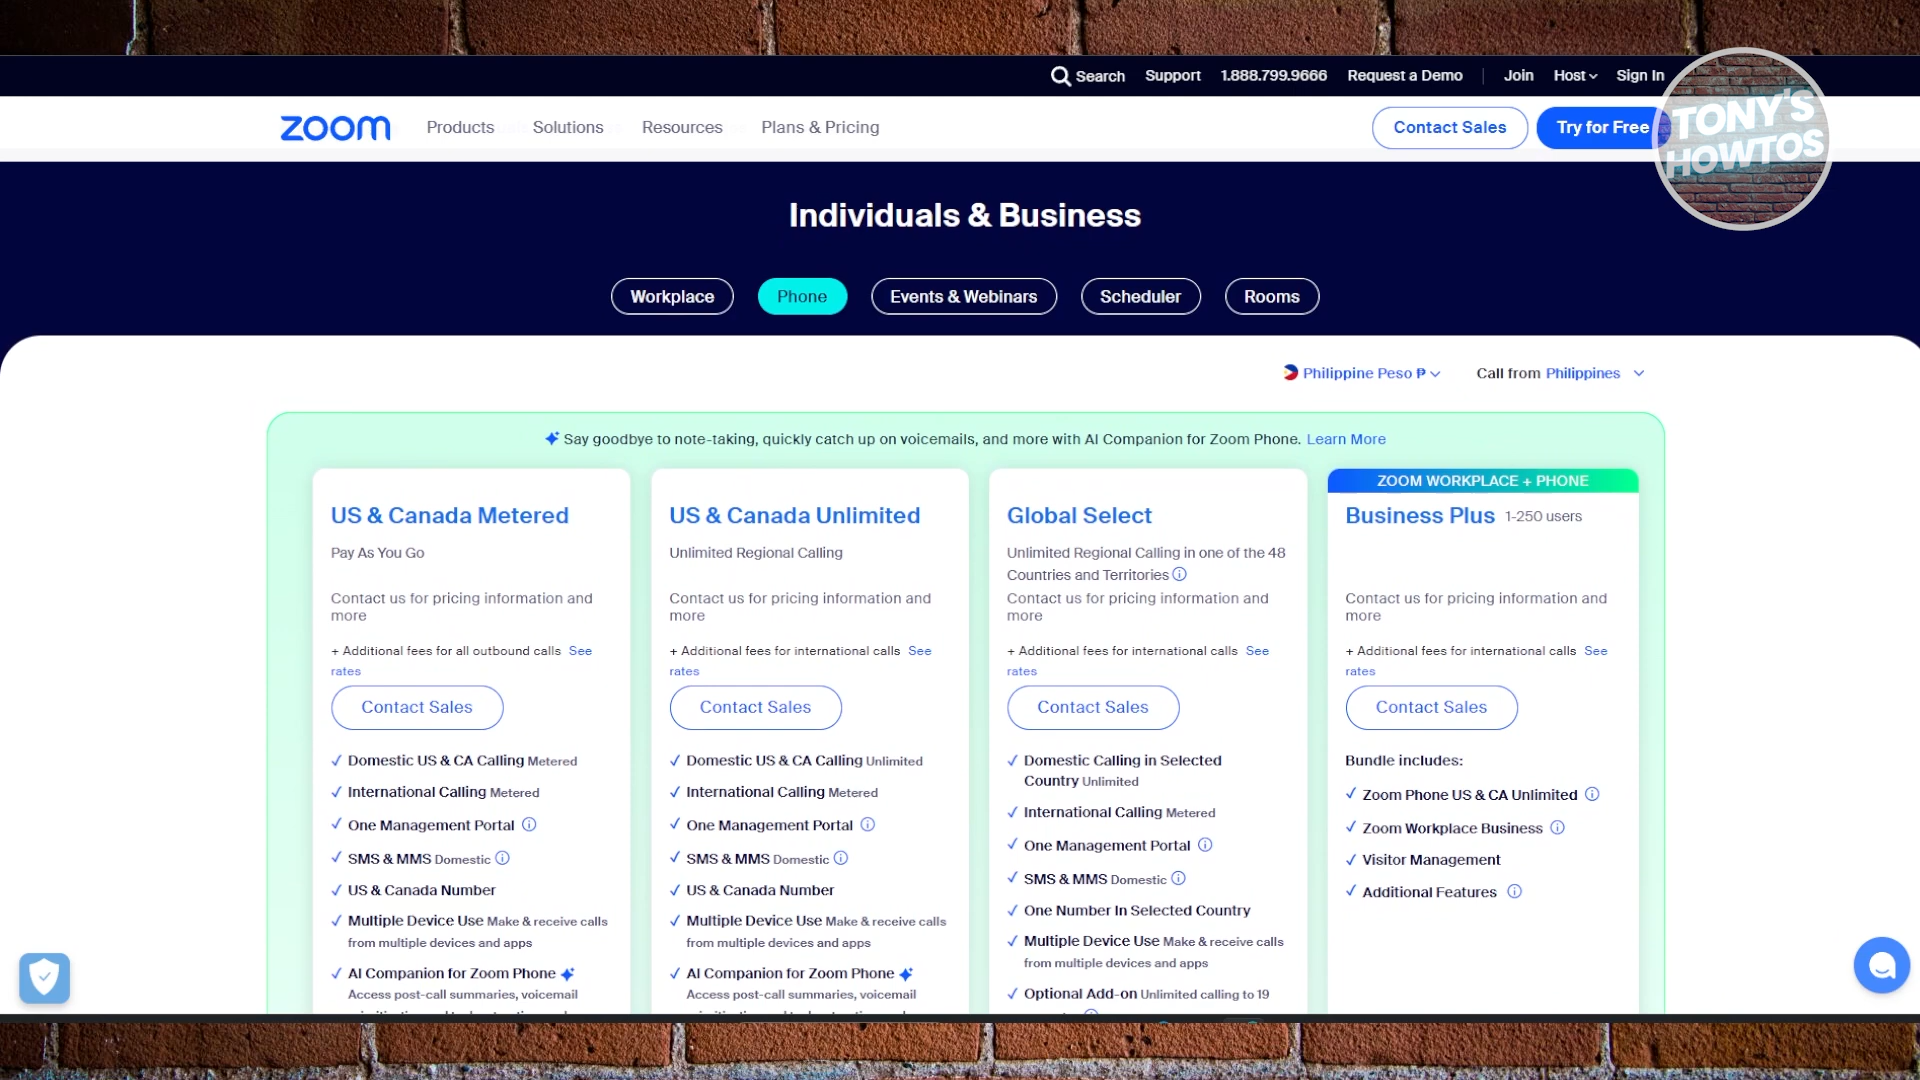 Search Support 1.888.799.9666 Request a Demo Join Host Sign In
TONY'S
HOWTOS
zoom Products Solutions Resources Plans & Pricing Contact Sales Try for Free
Individuals & Business
Workplace Phone Events & Webinars Scheduler Rooms
Philippine Peso ₱ Call from Philippines
Say goodbye to note-taking, quickly catch up on voicemails, and more with AI Companion for Zoom Phone. Learn More
US & Canada Metered
Pay As You Go
Contact us for pricing information and
more
+ Additional fees for all outbound calls See
rates
Contact Sales
✓ Domestic US & CA Calling Metered
✓ International Calling Metered
✓ One Management Portal
✓ SMS & MMS Domestic
✓ US & Canada Number
✓ Multiple Device Use Make & receive calls
from multiple devices and apps
✓ AI Companion for Zoom Phone
Access post-call summaries, voicemail
US & Canada Unlimited
Unlimited Regional Calling
Contact us for pricing information and
more
+ Additional fees for international calls See
rates
Contact Sales
✓ Domestic US & CA Calling Unlimited
✓ International Calling Metered
✓ One Management Portal
✓ SMS & MMS Domestic
✓ US & Canada Number
✓ Multiple Device Use Make & receive calls
from multiple devices and apps
✓ AI Companion for Zoom Phone
Access post-call summaries, voicemail
Global Select
Unlimited Regional Calling in one of the 48
Countries and Territories
Contact us for pricing information and
more
+ Additional fees for international calls See
rates
Contact Sales
✓ Domestic Calling in Selected
Country Unlimited
✓ International Calling Metered
✓ One Management Portal
✓ SMS & MMS Domestic
✓ One Number In Selected Country
✓ Multiple Device Use Make & receive calls
from multiple devices and apps
✓ Optional Add-on Unlimited calling to 19
ZOOM WORKPLACE + PHONE
Business Plus 1-250 users
Contact us for pricing information and
more
+ Additional fees for international calls See
rates
Contact Sales
Bundle includes:
✓ Zoom Phone US & CA Unlimited
✓ Zoom Workplace Business
✓ Visitor Management
✓ Additional Features